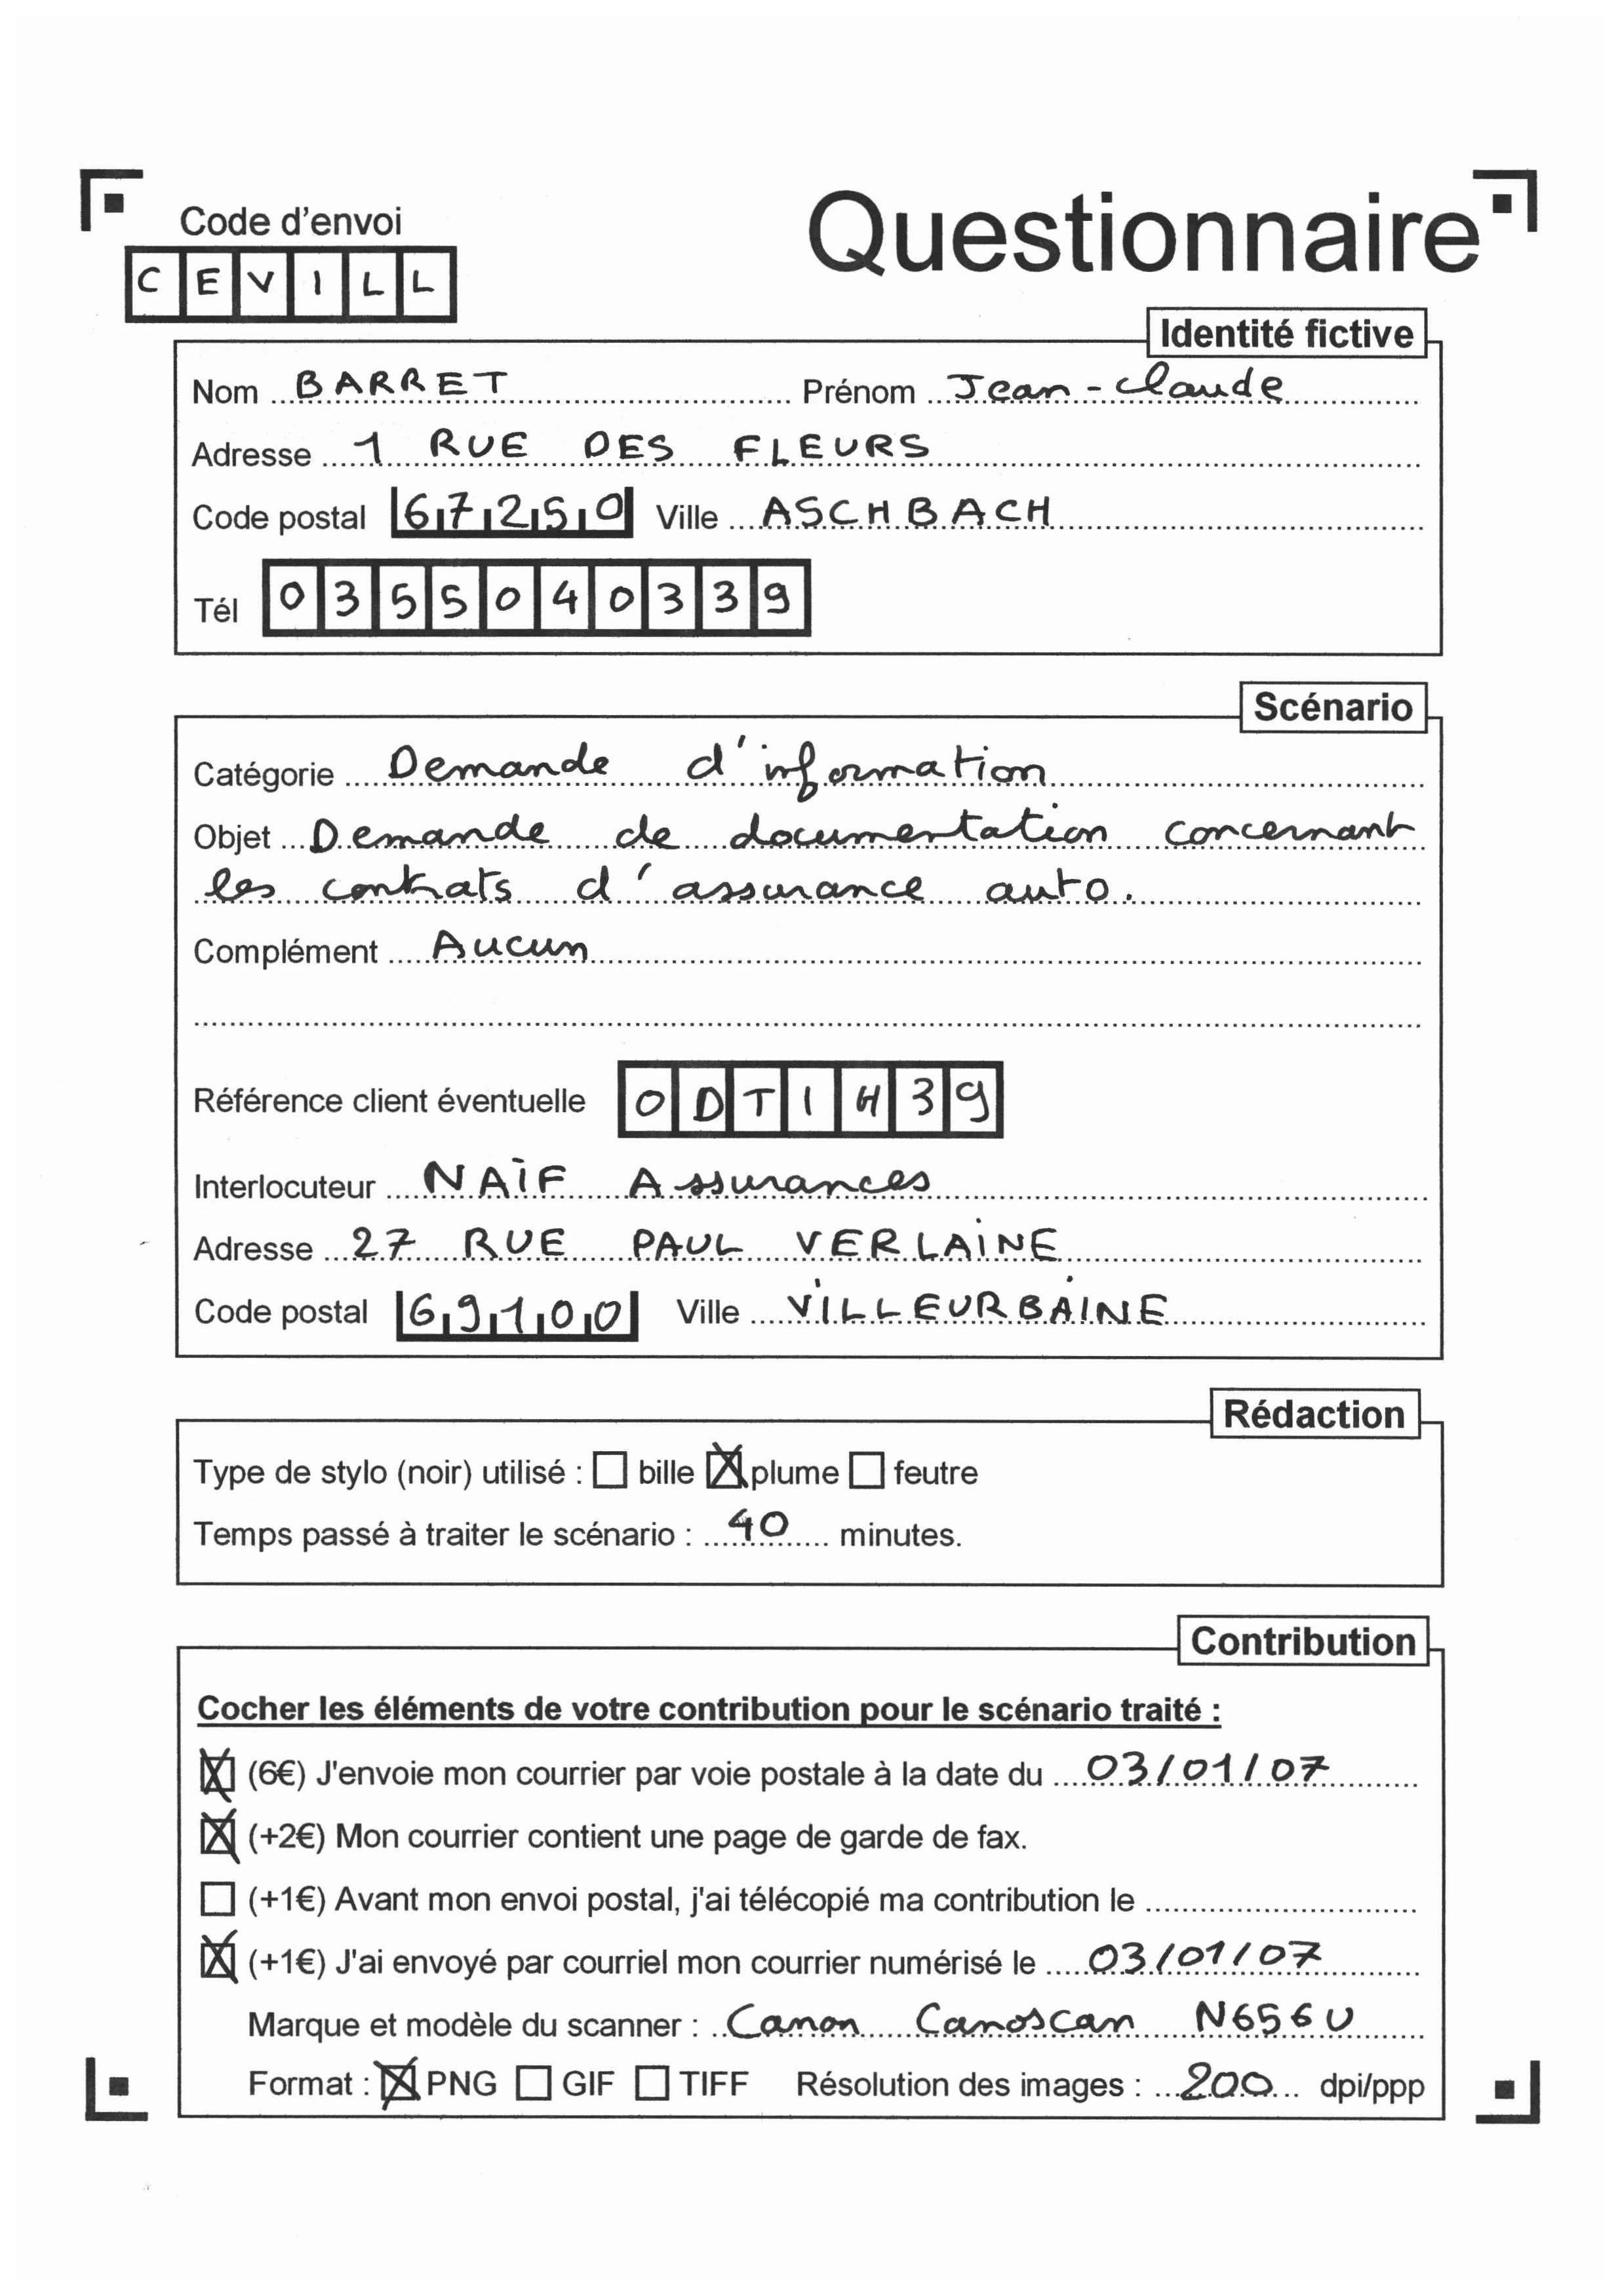 Code d'envoi
Questionnaire
CEVILL
Identité fictive
Nom BARRET Prénom Jean-Claude
Adresse 1 RUE DES FLEURS
Code postal 67250 Ville ASCHBACH
Tél 0355040339
Scénario
Catégorie Demande d'information
Objet Demande de documentation concernant
les contrats d'assurance auto.
Complément Aucun
Référence client éventuelle ODTIH39
Interlocuteur NAÏF Assurances
Adresse 27 RUE PAUL VERLAINE
Code postal 69100 Ville VILLEURBAINE
Rédaction
Type de stylo (noir) utilisé : ☐ bille ☒ plume ☐ feutre
Temps passé à traiter le scénario : 40 minutes.
Contribution
Cocher les éléments de votre contribution pour le scénario traité :
☒ (6€) J'envoie mon courrier par voie postale à la date du 03/01/07
☒ (+2€) Mon courrier contient une page de garde de fax.
☐ (+1€) Avant mon envoi postal, j'ai télécopié ma contribution le
☒ (+1€) J'ai envoyé par courriel mon courrier numérisé le 03/01/07
Marque et modèle du scanner : Canon Canoscan N656U
Format : ☒ PNG ☐ GIF ☐ TIFF Résolution des images : 200 dpi/ppp